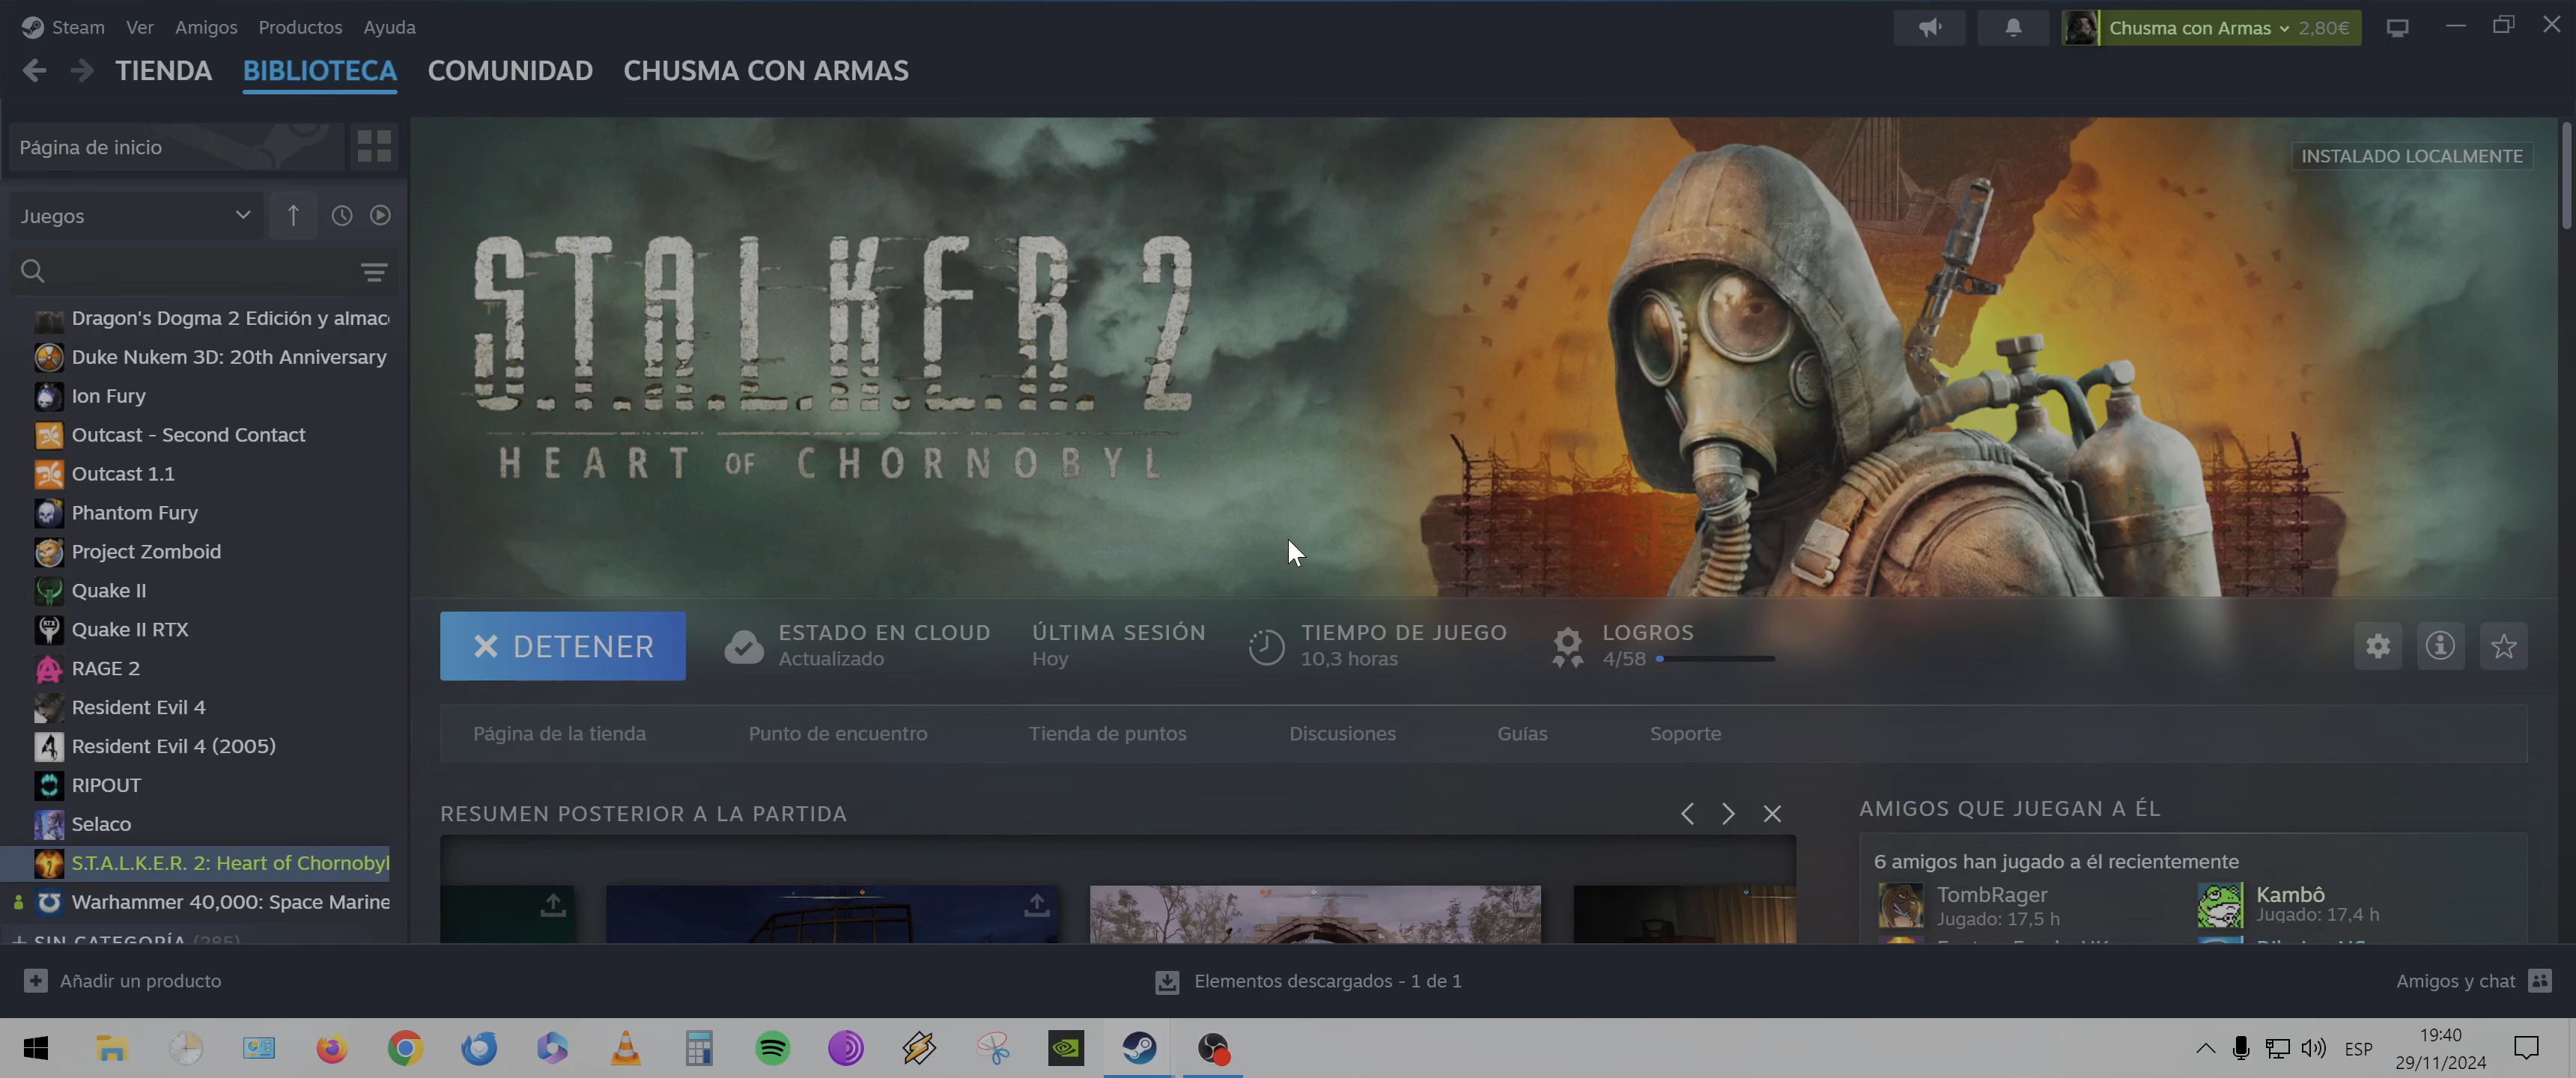 Steam Ver Amigos Productos Ayuda
Chusma con Armas 2,80€
TIENDA BIBLIOTECA COMUNIDAD CHUSMA CON ARMAS
Página de inicio
INSTALADO LOCALMENTE
Juegos
Dragon's Dogma 2 Edición y almac
Duke Nukem 3D: 20th Anniversary
Ion Fury
Outcast - Second Contact
Outcast 1.1
Phantom Fury
Project Zomboid
Quake II
Quake II RTX
RAGE 2
Resident Evil 4
Resident Evil 4 (2005)
RIPOUT
Selaco
S.T.A.L.K.E.R. 2: Heart of Chornobyl
Warhammer 40,000: Space Marine
+ SIN CATEGORÍA (285)
S.T.A.L.K.E.R. 2
HEART OF CHORNOBYL
DETENER
ESTADO EN CLOUD
Actualizado
ÚLTIMA SESIÓN
Hoy
TIEMPO DE JUEGO
10,3 horas
LOGROS
4/58
Página de la tienda Punto de encuentro Tienda de puntos Discusiones Guías Soporte
RESUMEN POSTERIOR A LA PARTIDA
AMIGOS QUE JUEGAN A ÉL
6 amigos han jugado a él recientemente
TombRager
Jugado: 17,5 h
Kambô
Jugado: 17,4 h
Añadir un producto
Elementos descargados - 1 de 1
Amigos y chat
ESP
19:40
29/11/2024